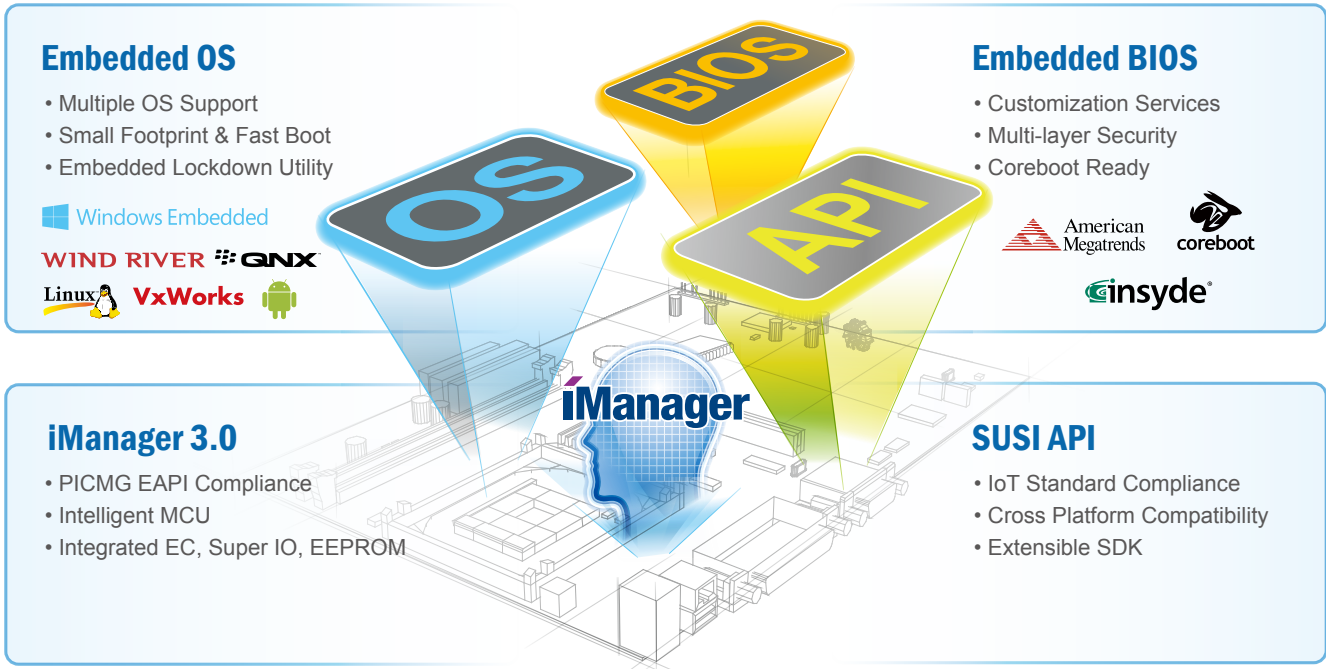 Embedded OS
• Multiple OS Support
• Small Footprint & Fast Boot
• Embedded Lockdown Utility
Windows Embedded
WIND RIVER QNX
Linux VxWorks
OS
BIOS
API
Embedded BIOS
• Customization Services
• Multi-layer Security
• Coreboot Ready
American
Megatrends
coreboot
insyde®
iManager
iManager 3.0
• PICMG EAPI Compliance
• Intelligent MCU
• Integrated EC, Super IO, EEPROM
SUSI API
• IoT Standard Compliance
• Cross Platform Compatibility
• Extensible SDK